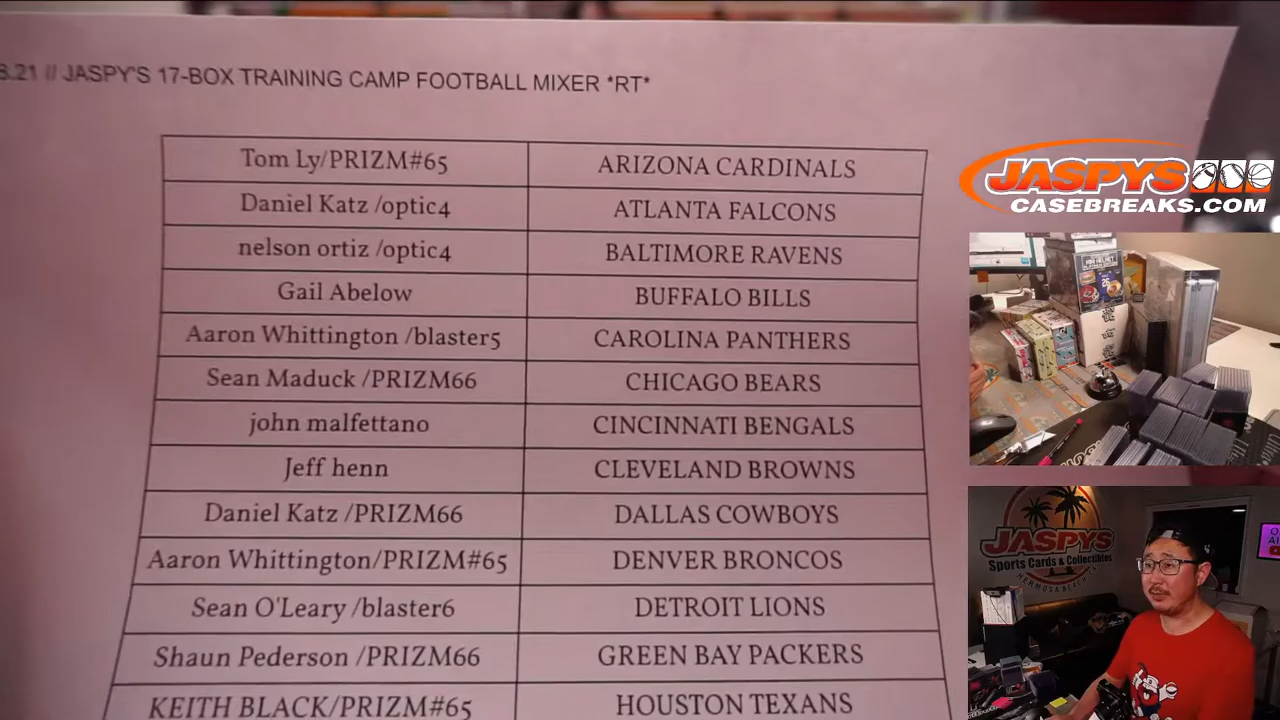 8.21 // JASPY'S 17-BOX TRAINING CAMP FOOTBALL MIXER *RT*
Tom Ly/PRIZM#65 ARIZONA CARDINALS
Daniel Katz /optic4 ATLANTA FALCONS
nelson ortiz /optic4 BALTIMORE RAVENS
Gail Abelow BUFFALO BILLS
Aaron Whittington /blaster5 CAROLINA PANTHERS
Sean Maduck /PRIZM66 CHICAGO BEARS
john malfettano CINCINNATI BENGALS
Jeff henn CLEVELAND BROWNS
Daniel Katz /PRIZM66 DALLAS COWBOYS
Aaron Whittington/PRIZM#65 DENVER BRONCOS
Sean O'Leary /blaster6 DETROIT LIONS
Shaun Pederson /PRIZM66 GREEN BAY PACKERS
KEITH BLACK/PRIZM#65 HOUSTON TEXANS
JASPYS
CASEBREAKS.COM
JASPYS
Sports Cards & Collectibles
HERMOSA BEACH